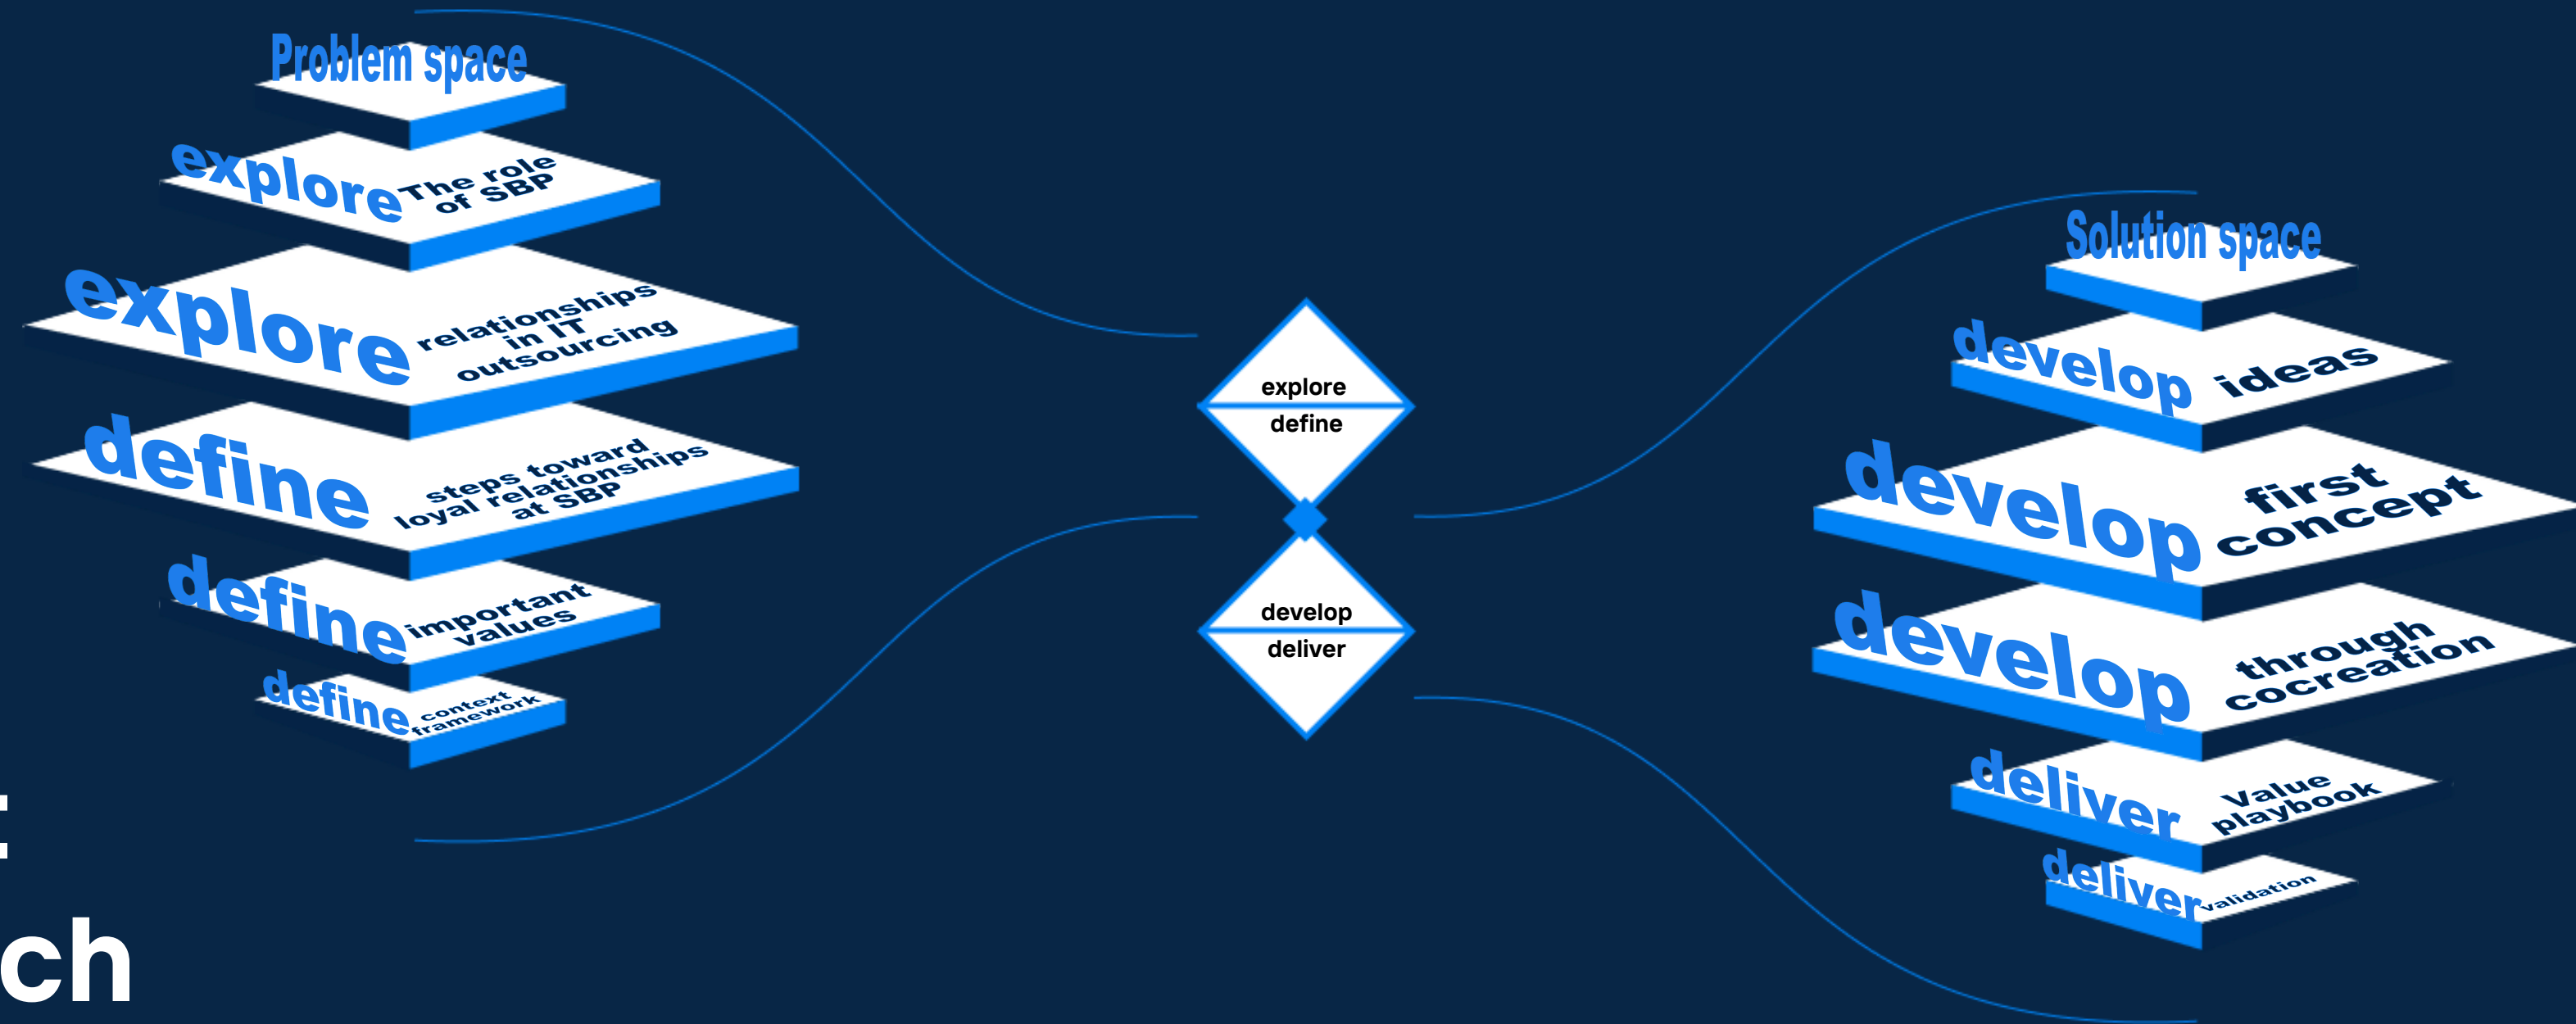 Problem space
explore
The role
of SBP
explore
relationships
in IT
outsourcing
define
steps toward
loyal relationships
at SBP
define
important
values
define
context
framework
explore
define
develop
deliver
Solution space
develop
ideas
develop
first
concept
develop
through
cocreation
deliver
Value
playbook
deliver
validation
ch